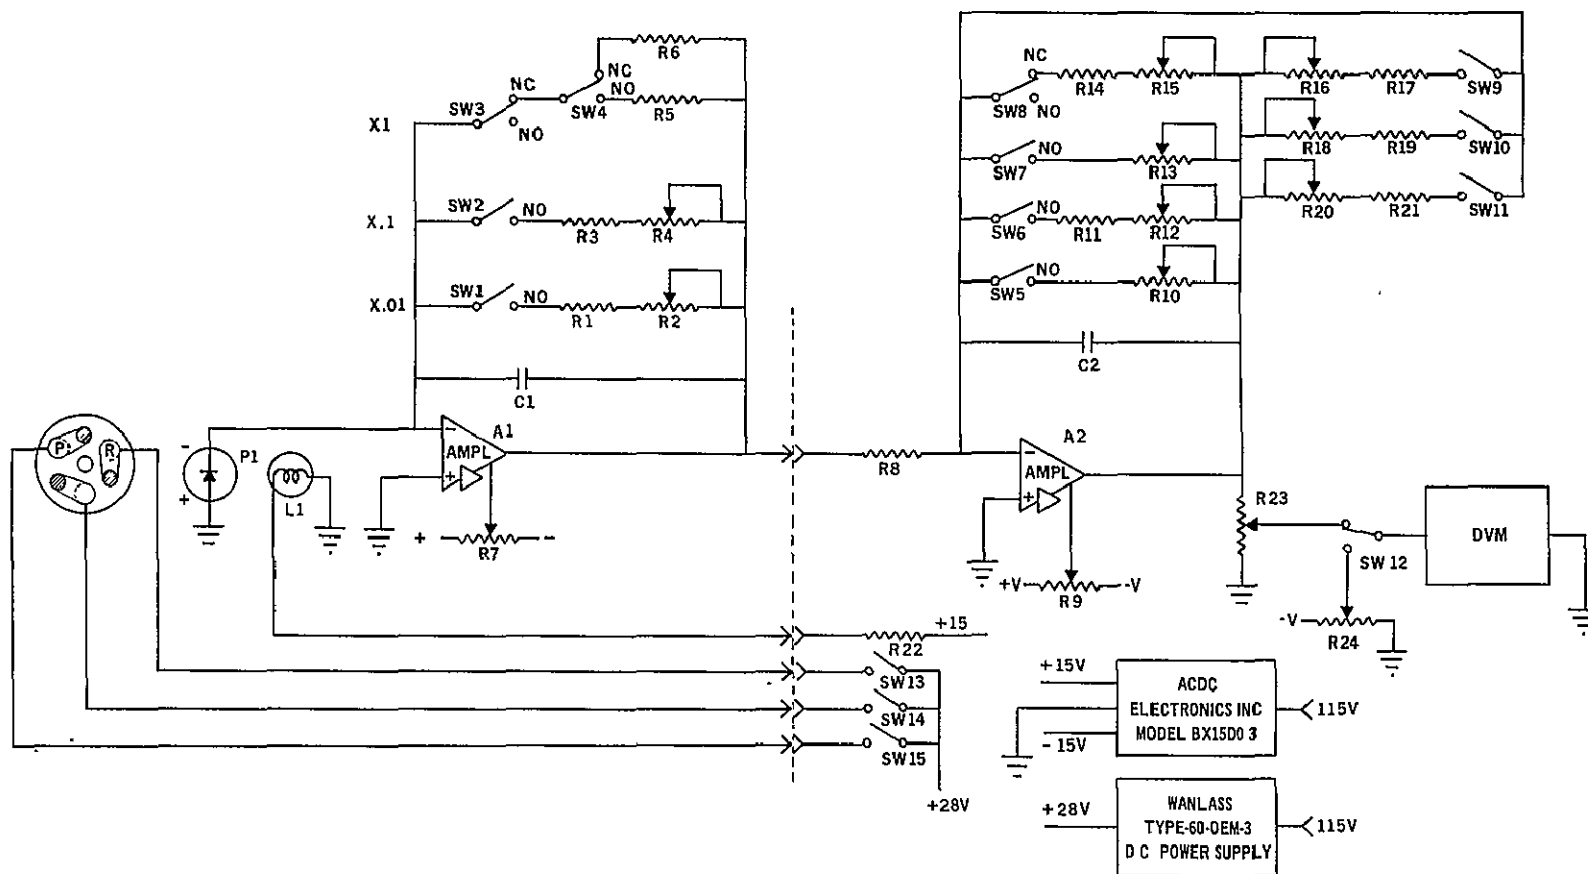 R6
NC
NC
NO
SW3
SW4
R5
X1
NO
SW2
NO
X.1
R3
R4
SW1
NO
X.01
R1
R2
C1
P
R
-
P1
+
L1
-
A1
AMPL
+
+
R7
-
NC
R14
R15
SW8
NO
R16
R17
SW9
NO
SW7
R13
R18
R19
SW10
NO
SW6
R11
R12
R20
R21
SW11
NO
SW5
R10
C2
R8
-
A2
AMPL
+
+V
R9
-V
R23
SW 12
DVM
-V
R24
+15
R22
SW13
SW14
SW15
+28V
+15V
-15V
ACDC
ELECTRONICS INC
MODEL BX15D0 3
115V
+28V
WANLASS
TYPE-60-OEM-3
D C POWER SUPPLY
115V